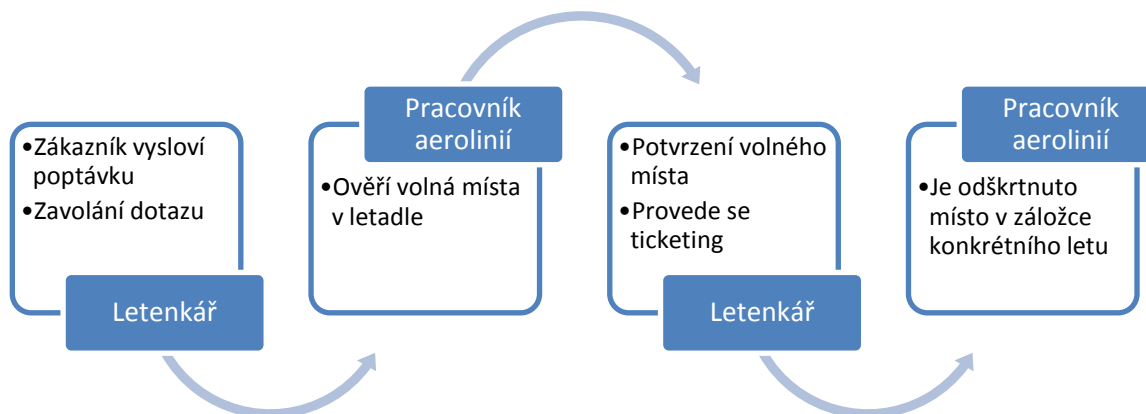 •Zákazník vysloví
poptávku
•Zavolání dotazu
Letenkář
Pracovník
aerolinií
•Ověří volná místa
v letadle
•Potvrzení volného
místa
•Provede se
ticketing
Letenkář
Pracovník
aerolinií
•Je odškrtnuto
místo v záložce
konkrétního letu